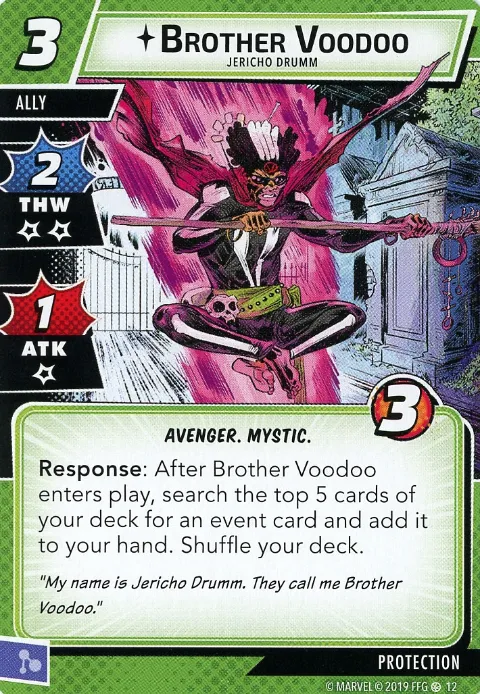 3
BROTHER VOODOO
JERICHO DRUMM
ALLY
2
THW
1
ATK
3
AVENGER. MYSTIC.
Response: After Brother Voodoo
enters play, search the top 5 cards of
your deck for an event card and add it
to your hand. Shuffle your deck.
"My name is Jericho Drumm. They call me Brother
Voodoo."
PROTECTION
© MARVEL © 2019 FFG 12